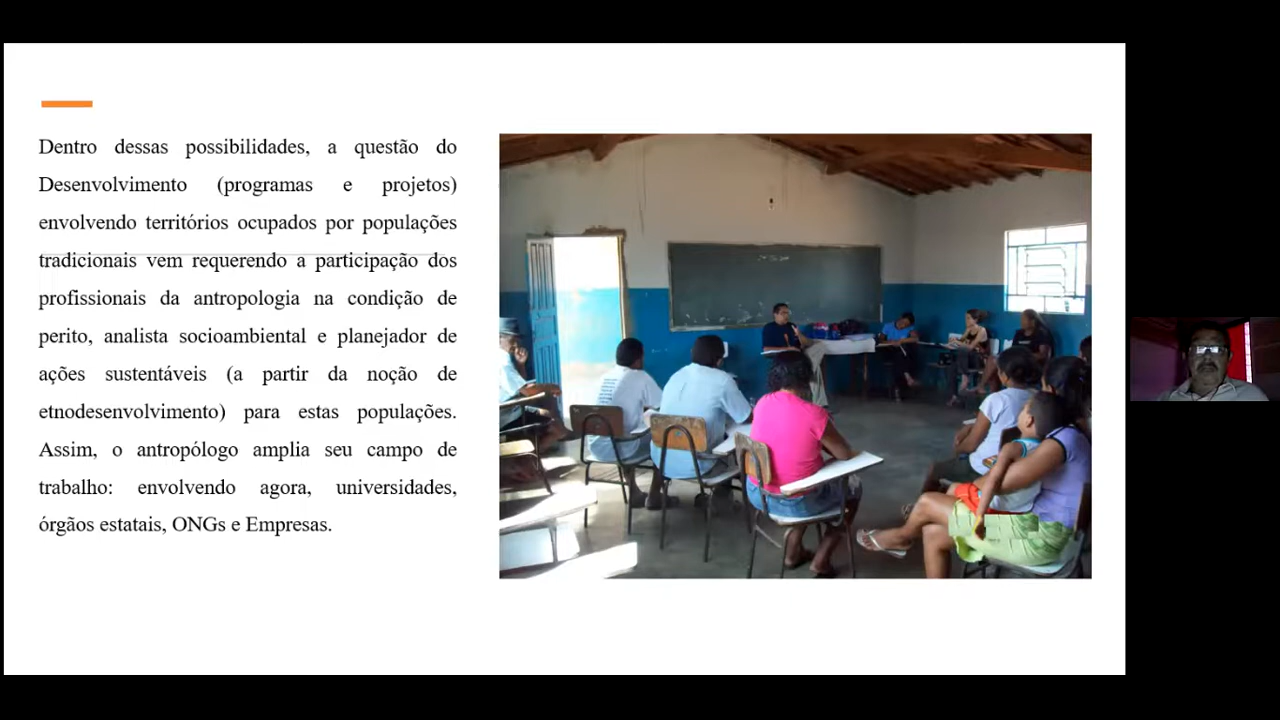 Dentro dessas possibilidades, a questão do
Desenvolvimento (programas e projetos)
envolvendo territórios ocupados por populações
tradicionais vem requerendo a participação dos
profissionais da antropologia na condição de
perito, analista socioambiental e planejador de
ações sustentáveis (a partir da noção de
etnodesenvolvimento) para estas populações.
Assim, o antropólogo amplia seu campo de
trabalho: envolvendo agora, universidades,
órgãos estatais, ONGs e Empresas.